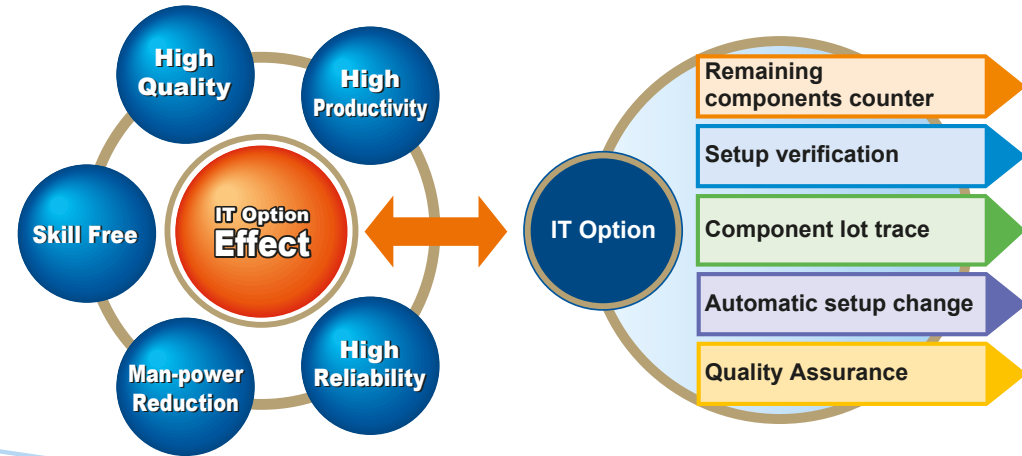 High
Quality
High
Productivity
Skill Free
IT Option
Effect
Man-power
Reduction
High
Reliability
IT Option
Remaining
components counter
Setup verification
Component lot trace
Automatic setup change
Quality Assurance